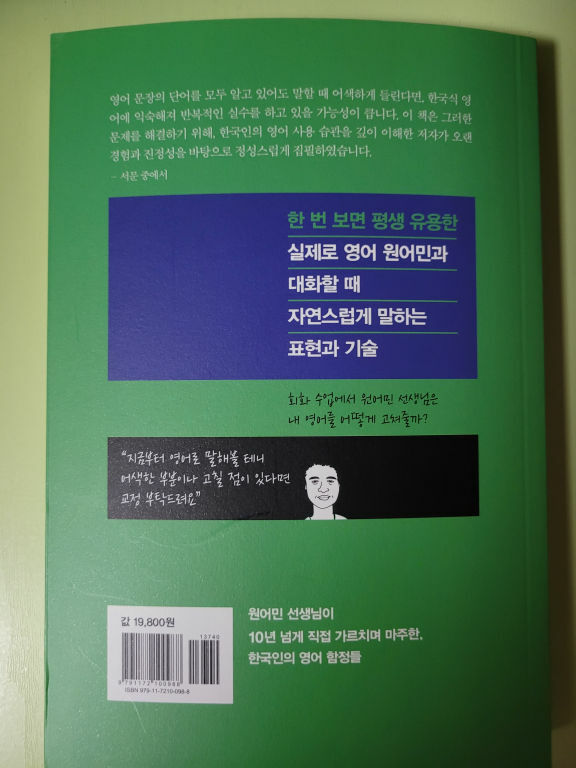 영어 문장의 단어를 모두 알고 있어도 말할 때 어색하게 들린다면, 한국식 영
어에 익숙해져 반복적인 실수를 하고 있을 가능성이 큽니다. 이 책은 그러한
문제를 해결하기 위해, 한국인의 영어 사용 습관을 깊이 이해한 저자가 오랜
경험과 진정성을 바탕으로 정성스럽게 집필하였습니다.
- 서문 중에서
한 번 보면 평생 유용한
실제로 영어 원어민과
대화할 때
자연스럽게 말하는
표현과 기술
회화 수업에서 원어민 선생님은
내 영어를 어떻게 고쳐줄까?
"지금부터 영어로 말해볼 테니
어색한 부분이나 고칠 점이 있다면
교정 부탁드려요"
값 19,800원
13740
9 791172 100988
ISBN 979-11-7210-098-8
원어민 선생님이
10년 넘게 직접 가르치며 마주한,
한국인의 영어 함정들